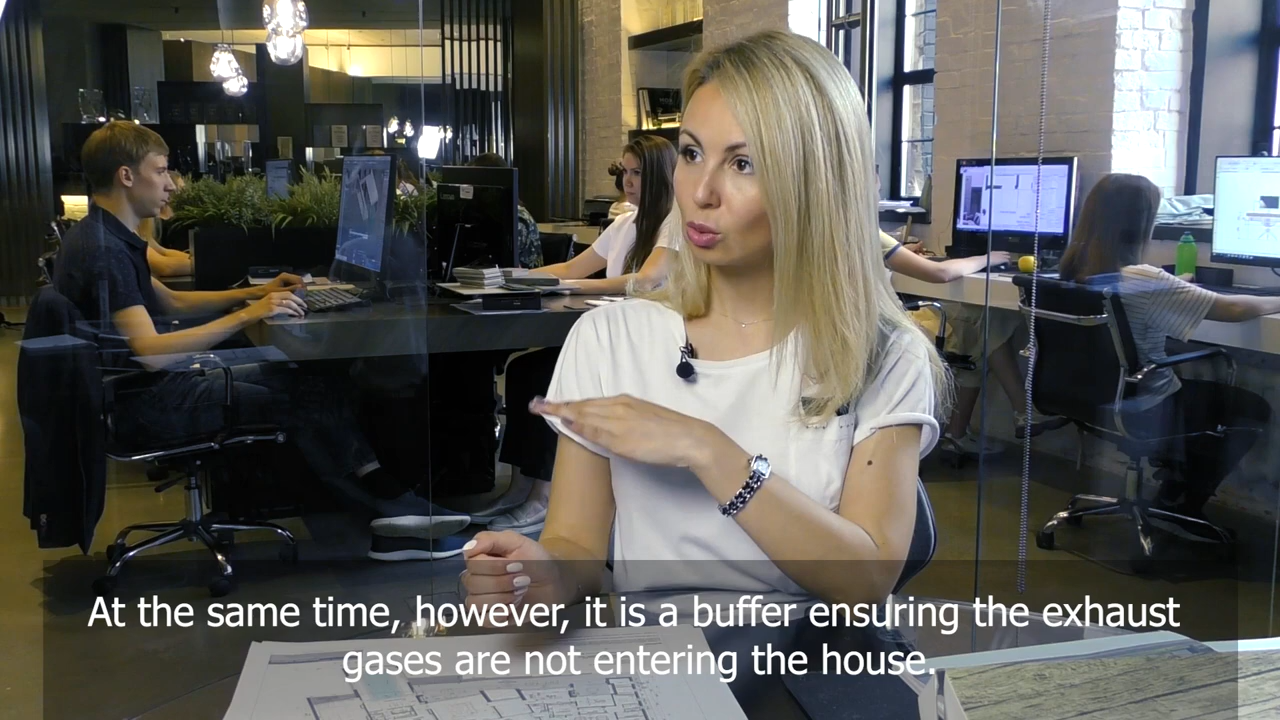 At the same time, however, it is a buffer ensuring the exhaust
gases are not entering the house.